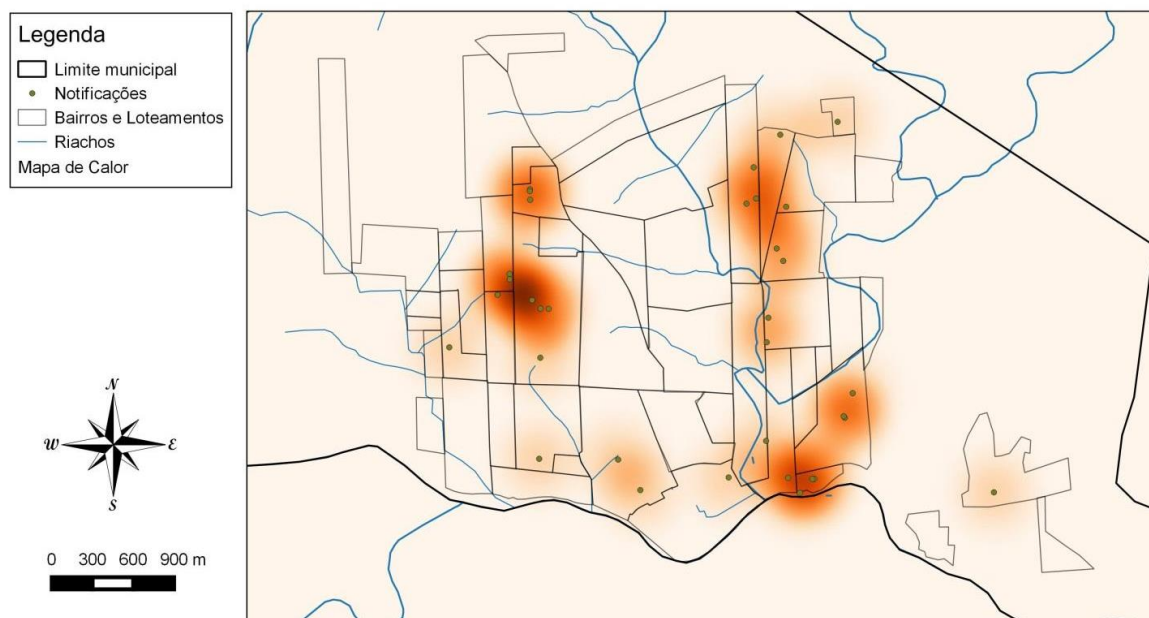 Legenda
Limite municipal
Notificações
Bairros e Loteamentos
Riachos
Mapa de Calor
N
W E
S
0 300 600 900 m